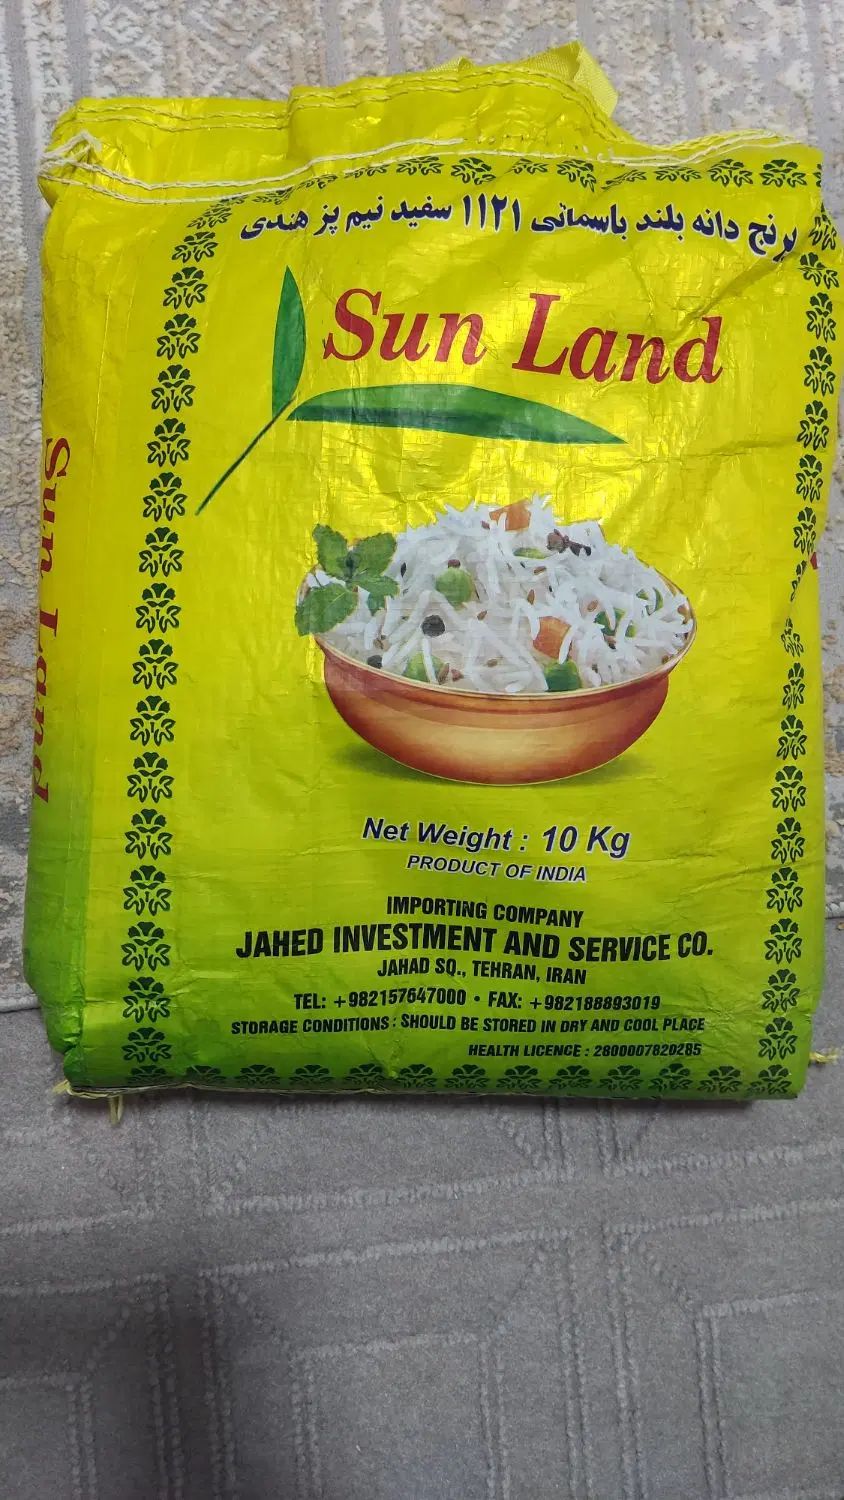 برنج دانه بلند باسماتی ۱۱۲۱ سفید نیم پز هندی
Sun Land
Sun Land
Net Weight : 10 Kg
PRODUCT OF INDIA
IMPORTING COMPANY
JAHED INVESTMENT AND SERVICE CO.
JAHAD SQ., TEHRAN, IRAN
TEL: +982157647000 • FAX: +982188893019
STORAGE CONDITIONS : SHOULD BE STORED IN DRY AND COOL PLACE
HEALTH LICENCE : 2800007820285